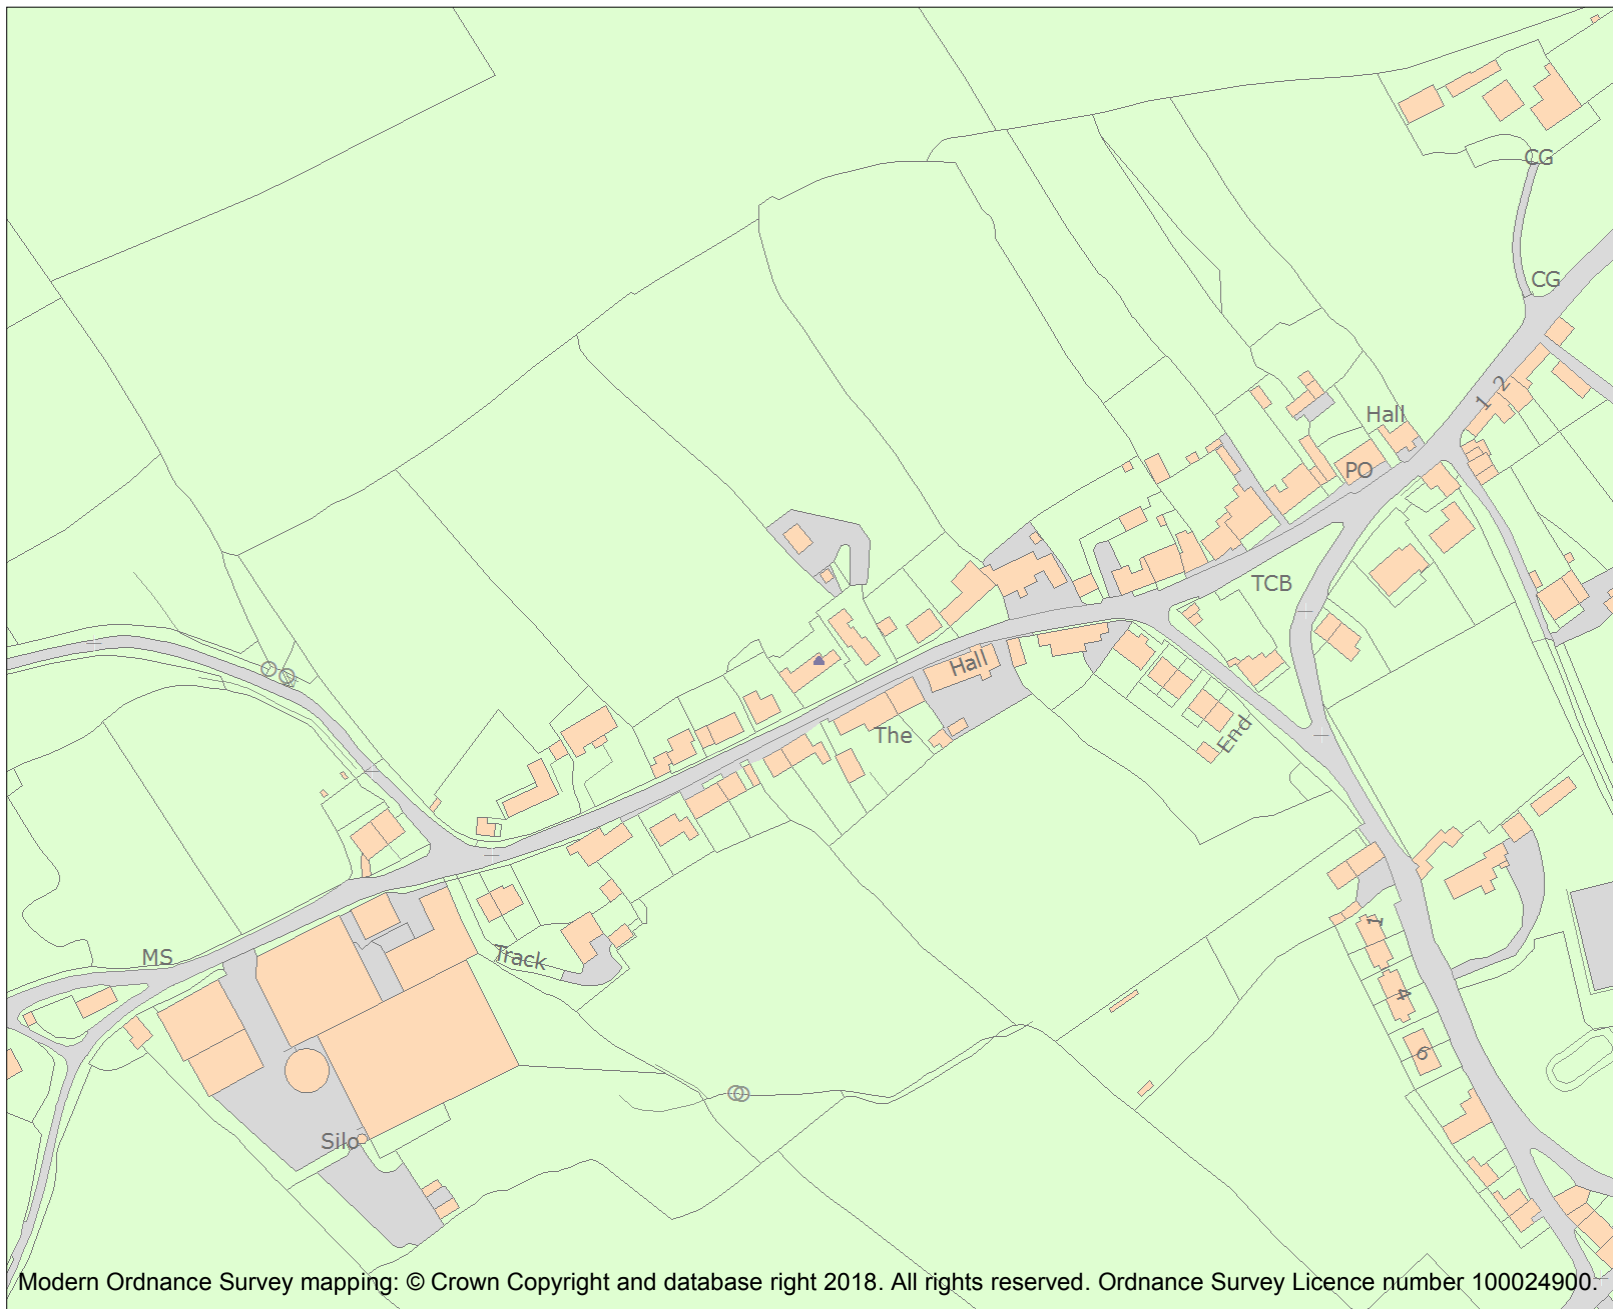 CG
CG
1 2
Hall
PO
TCB
Hall
The
End
1
MS
Track
4
6
Silo
Modern Ordnance Survey mapping: © Crown Copyright and database right 2018. All rights reserved. Ordnance Survey Licence number 100024900.